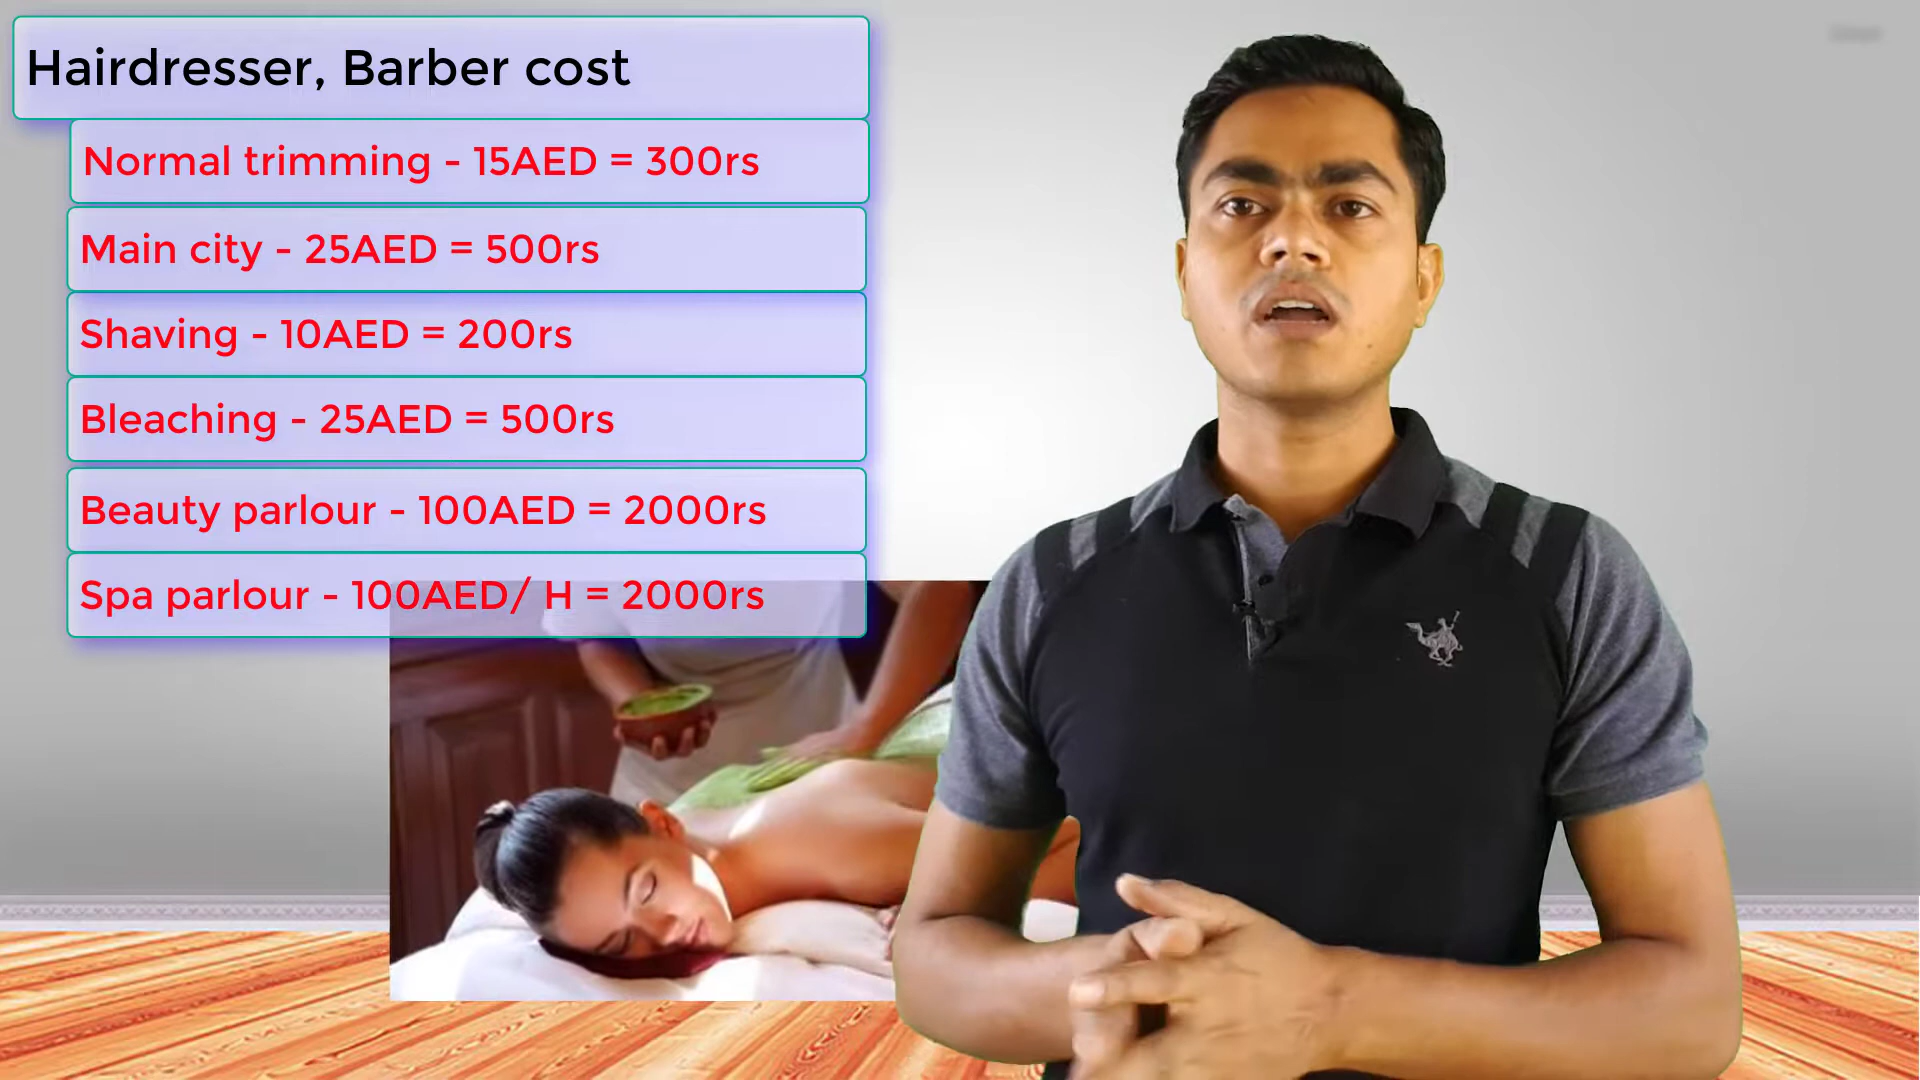 Hairdresser, Barber cost
Normal trimming - 15AED = 300rs
Main city - 25AED = 500rs
Shaving - 10AED = 200rs
Bleaching - 25AED = 500rs
Beauty parlour - 100AED = 2000rs
Spa parlour - 100AED/ H = 2000rs